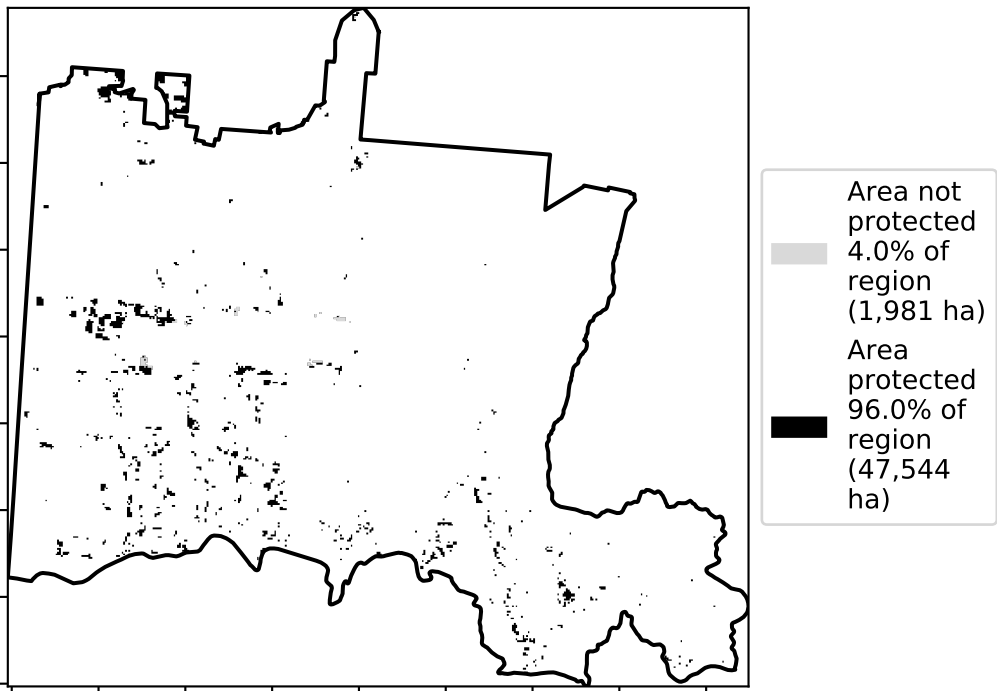 Area not
protected
4.0% of
region
(1,981 ha)
Area
protected
96.0% of
region
(47,544
ha)